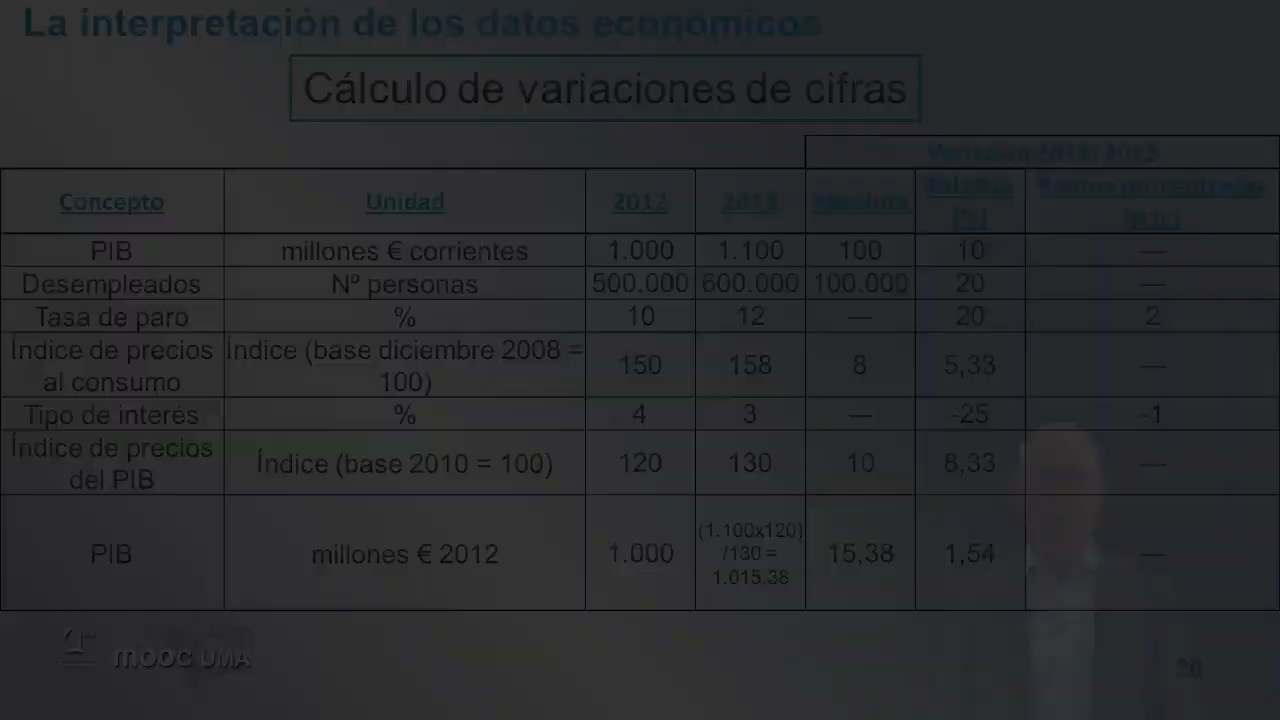 La interpretación de los datos económicos
Cálculo de variaciones de cifras
Concepto Unidad 2012 2013 Absoluta Relativa
(%)
PIB millones € corrientes 1.000 1.100 100 10 —
Desempleados Nº personas 500.000 600.000 100.000 20 —
Tasa de paro % 10 12 — 20 2
Índice de precios
al consumo
Índice (base diciembre 2008 =
100)
150 158 8 5,33 —
Tipo de interés % 4 3 — -25 -1
Índice de precios
del PIB
Índice (base 2010 = 100) 120 130 10 8,33 —
PIB millones € 2012 1.000
(1.100x120)
/130 =
1.015.38
15,38 1,54 —
mooc UMA
20